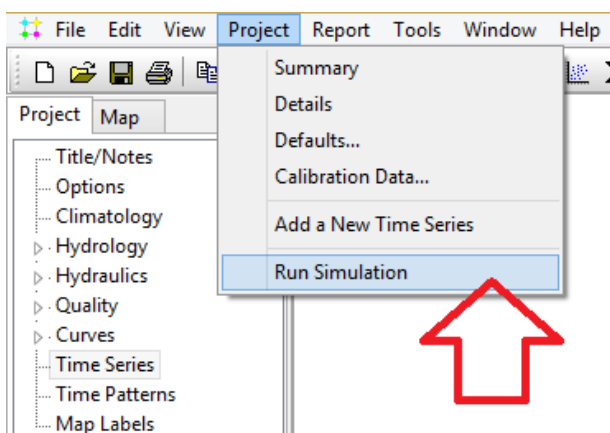 File Edit View Project Report Tools Window Help
Project Map
Summary
Details
Defaults...
Calibration Data...
Add a New Time Series
Run Simulation
Title/Notes
Options
Climatology
Hydrology
Hydraulics
Quality
Curves
Time Series
Time Patterns
Map Labels